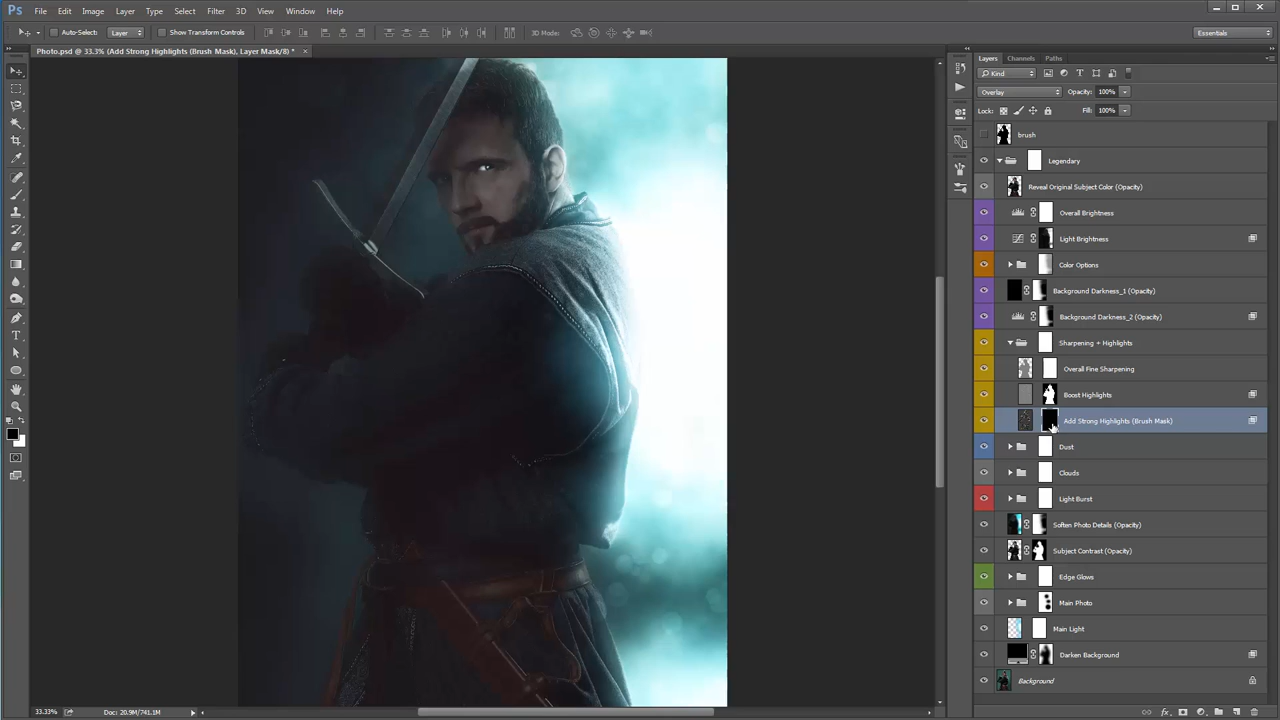 Ps File Edit Image Layer Type Select Filter 3D View Window Help
Auto-Select: Layer Show Transform Controls 3D Mode: Essentials
Photo.psd @ 33.3% (Add Strong Highlights (Brush Mask), Layer Mask/8) * ×
Layers Channels Paths
Kind
Overlay Opacity: 100%
Lock: Fill: 100%
brush
Legendary
Reveal Original Subject Color (Opacity)
Overall Brightness
Light Brightness
Color Options
Background Darkness_1 (Opacity)
Background Darkness_2 (Opacity)
Sharpening + Highlights
Overall Fine Sharpening
Boost Highlights
Add Strong Highlights (Brush Mask)
Dust
Clouds
Light Burst
Soften Photo Details (Opacity)
Subject Contrast (Opacity)
Edge Glows
Main Photo
Main Light
Darken Background
Background
33.33% Doc: 20.9M/741.1M